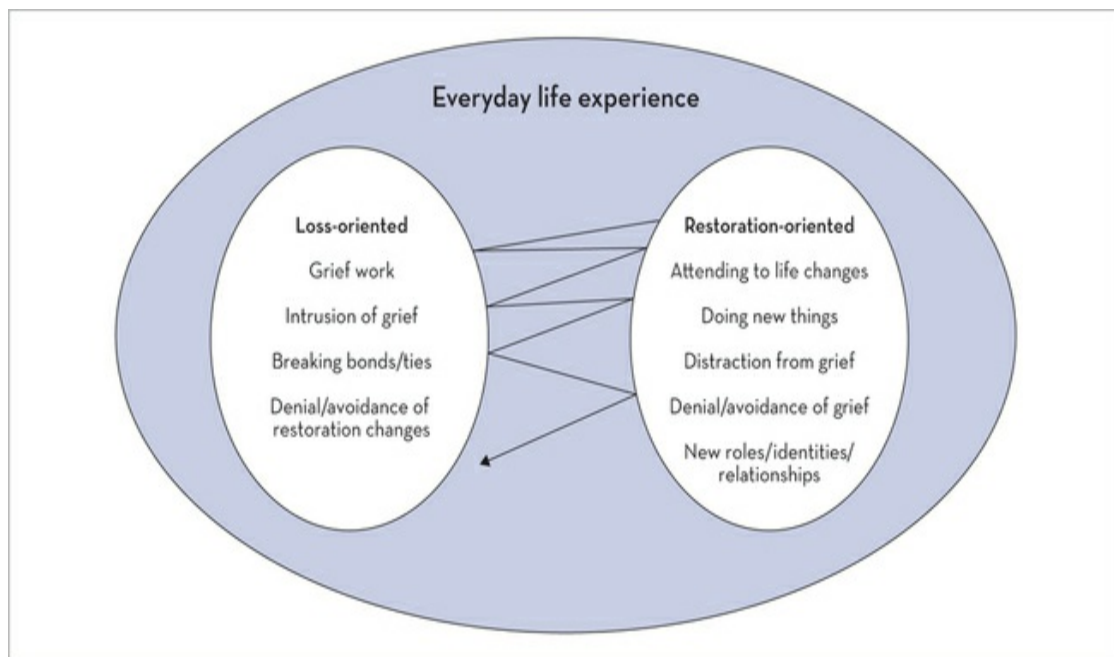 Everyday life experience
Loss-oriented
Grief work
Intrusion of grief
Breaking bonds/ties
Denial/avoidance of
restoration changes
Restoration-oriented
Attending to life changes
Doing new things
Distraction from grief
Denial/avoidance of grief
New roles/identities/
relationships